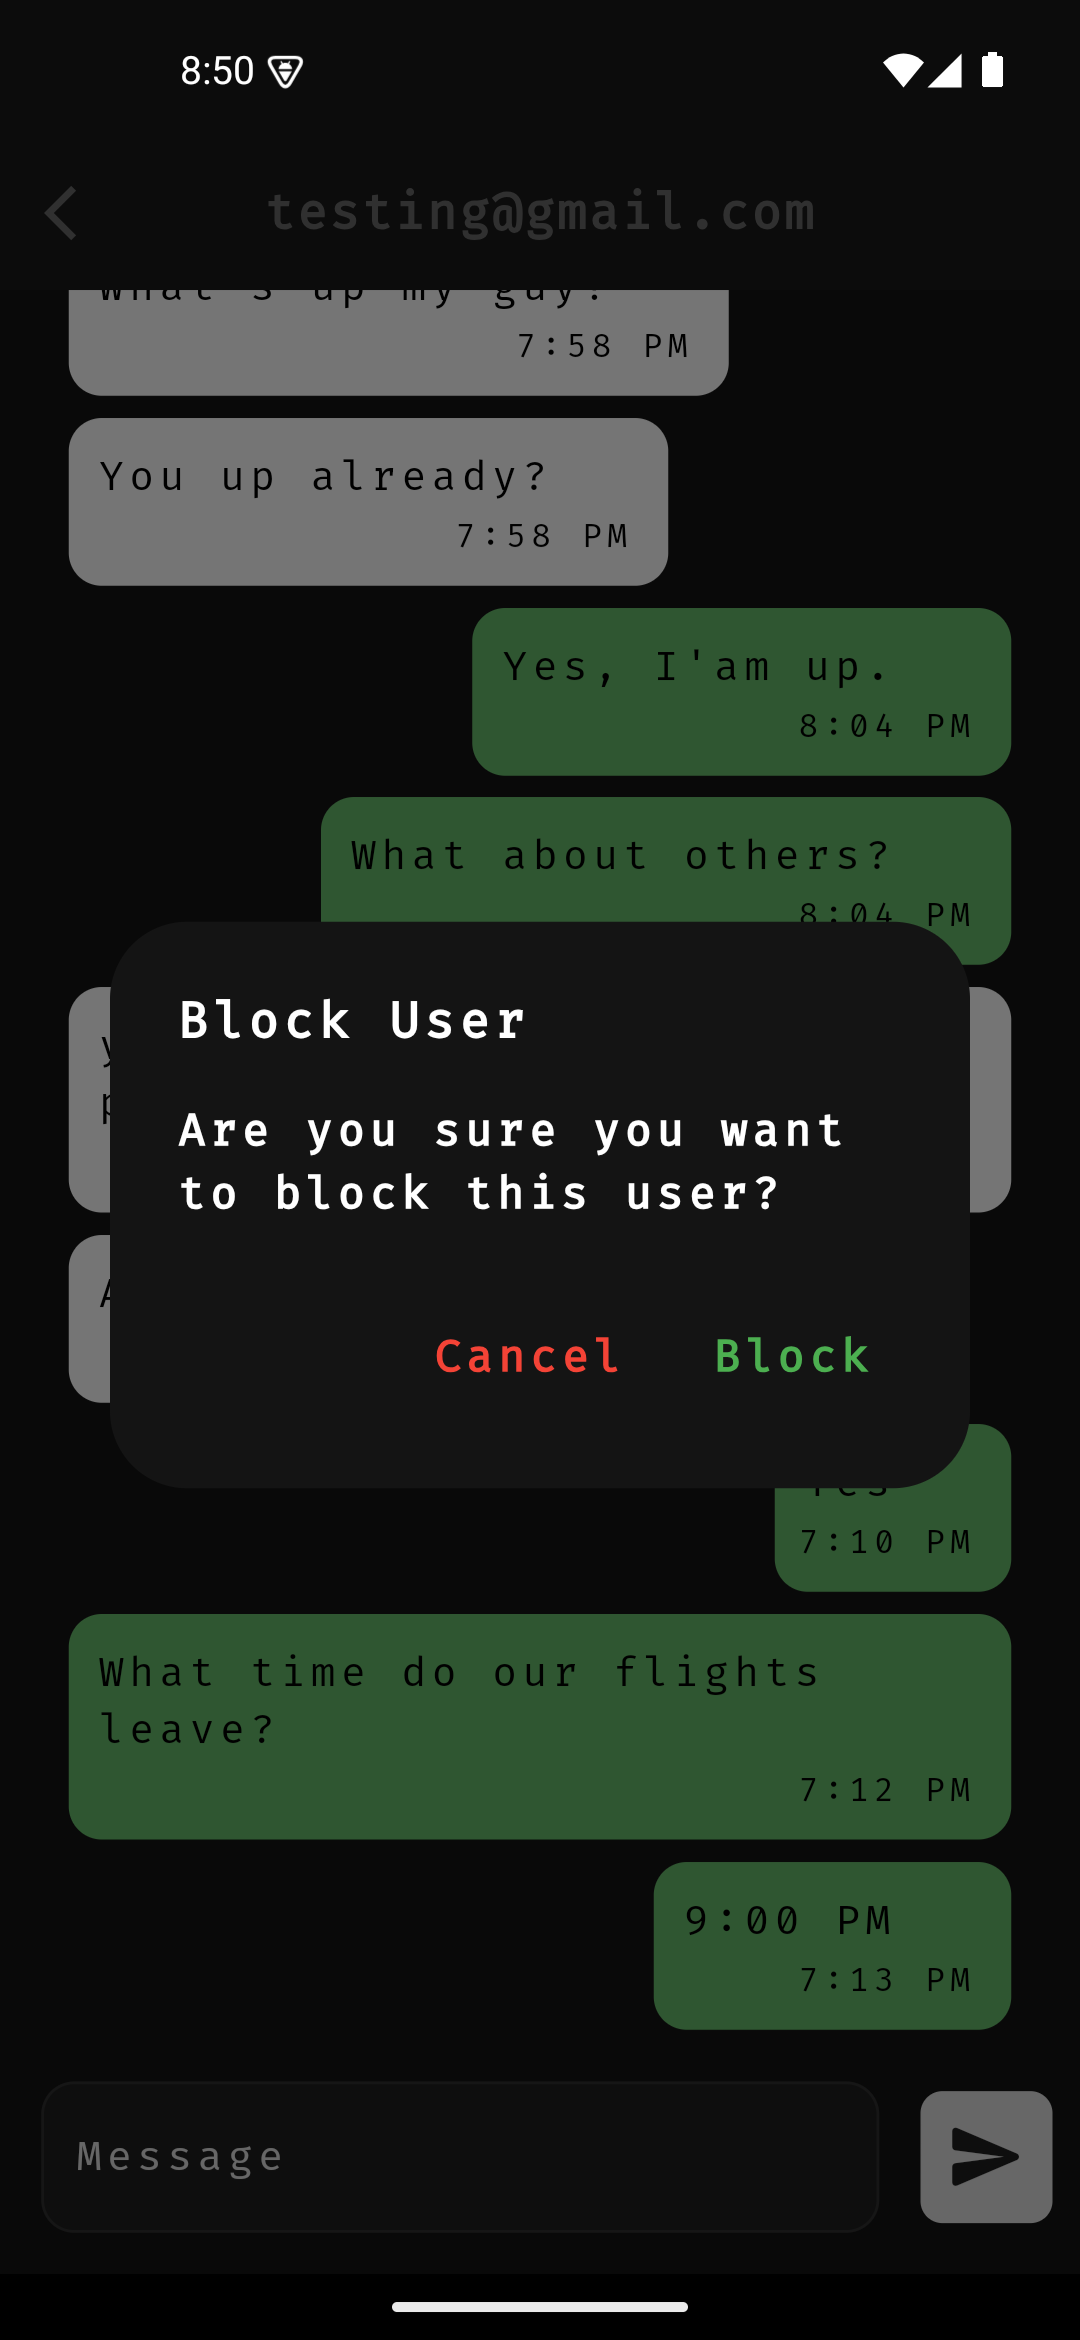 8:50
testing@gmail.com
What's up my guy?
7:58 PM
You up already?
7:58 PM
Yes, I'am up.
8:04 PM
What about others?
8:04 PM
Block User
Are you sure you want
to block this user?
Cancel Block
Yes
7:10 PM
What time do our flights
leave?
7:12 PM
9:00 PM
7:13 PM
Message